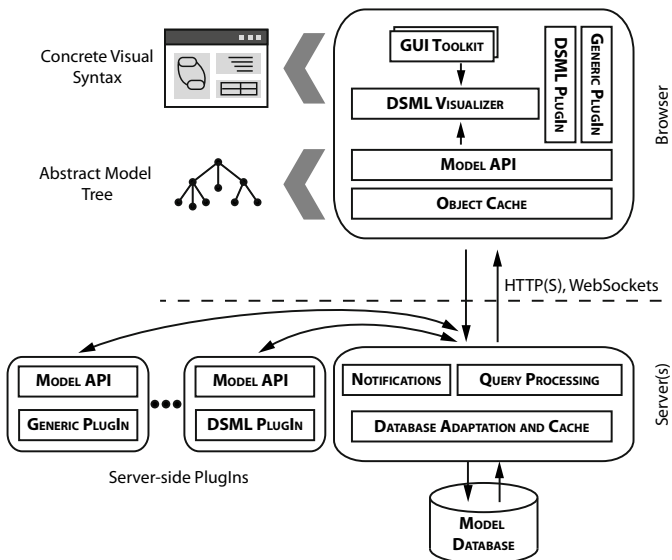 Concrete Visual
Syntax
GUI TOOLKIT
DSML VISUALIZER
DSML PLUGIN
GENERIC PLUGIN
Browser
Abstract Model
Tree
MODEL API
OBJECT CACHE
HTTP(S), WebSockets
MODEL API
GENERIC PLUGIN
MODEL API
DSML PLUGIN
Server-side PlugIns
NOTIFICATIONS
QUERY PROCESSING
DATABASE ADAPTATION AND CACHE
Server(s)
MODEL
DATABASE